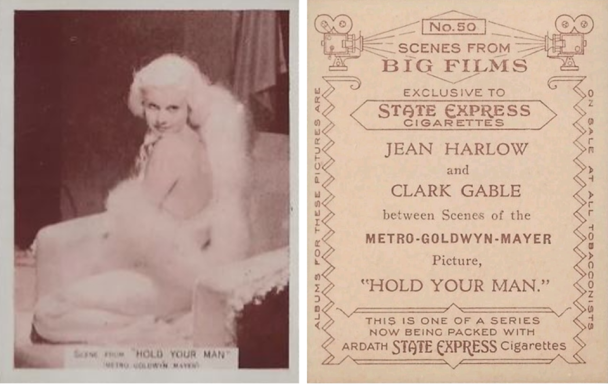 SCENE FROM "HOLD YOUR MAN"
(METRO-GOLDWYN-MAYER)
No. 50
SCENES FROM
BIG FILMS
EXCLUSIVE TO
STATE EXPRESS
CIGARETTES
JEAN HARLOW
and
CLARK GABLE
between Scenes of the
METRO-GOLDWYN-MAYER
Picture,
"HOLD YOUR MAN."
THIS IS ONE OF A SERIES
NOW BEING PACKED WITH
ARDATH STATE EXPRESS Cigarettes
ALBUMS FOR THESE PICTURES ARE
ON SALE AT ALL TOBACCONISTS